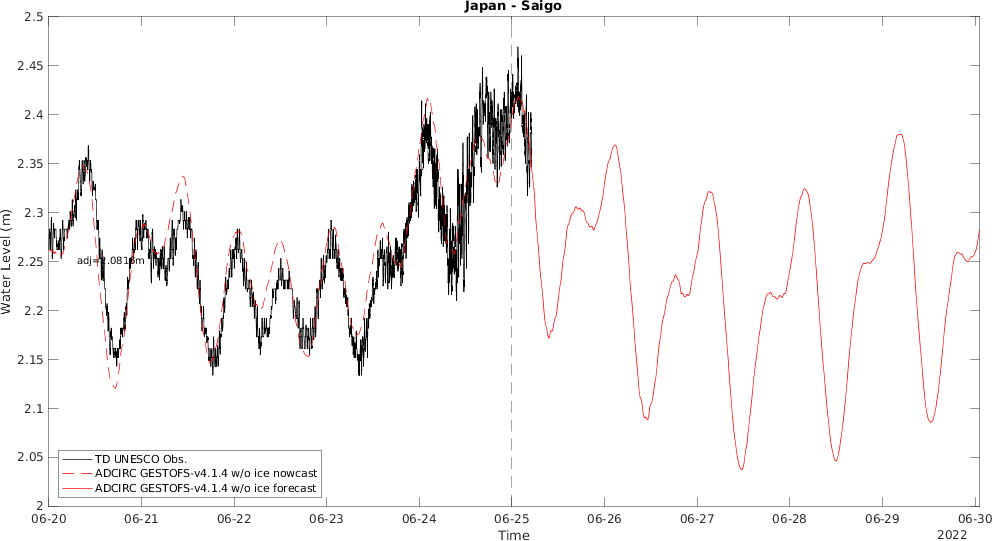 Japan - Saigo
2.5
2.45
2.4
2.35
2.3
2.25
2.2
2.15
2.1
2.05
2
Water Level (m)
TD UNESCO Obs.
ADCIRC GESTOFS-v4.1.4 w/o ice nowcast
ADCIRC GESTOFS-v4.1.4 w/o ice forecast
06-20 06-21 06-22 06-23 06-24 06-25 06-26 06-27 06-28 06-29 06-30
Time
2022